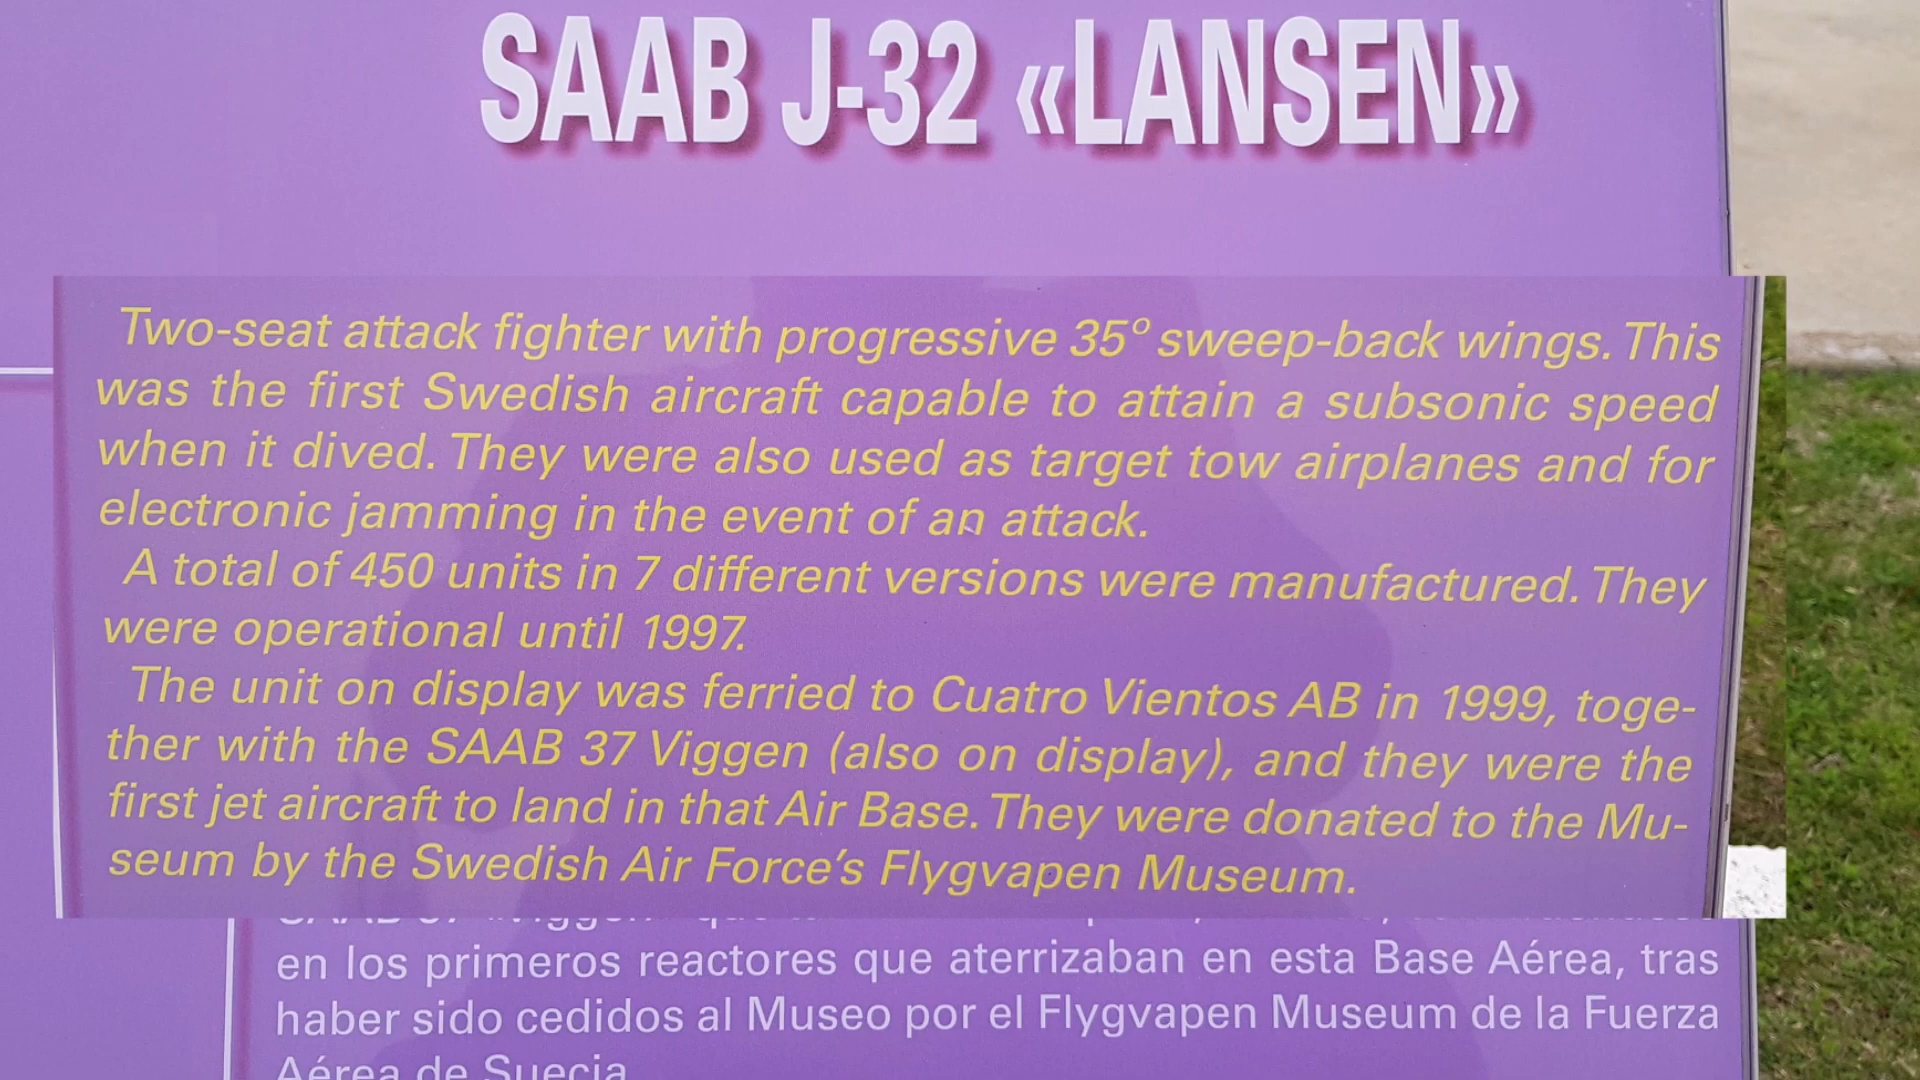 SAAB J-32 «LANSEN»
Two-seat attack fighter with progressive 35º sweep-back wings. This
was the first Swedish aircraft capable to attain a subsonic speed
when it dived. They were also used as target tow airplanes and for
electronic jamming in the event of an attack.
A total of 450 units in 7 different versions were manufactured. They
were operational until 1997.
The unit on display was ferried to Cuatro Vientos AB in 1999, toge-
ther with the SAAB 37 Viggen (also on display), and they were the
first jet aircraft to land in that Air Base. They were donated to the Mu-
seum by the Swedish Air Force's Flygvapen Museum.
en los primeros reactores que aterrizaban en esta Base Aérea, tras
haber sido cedidos al Museo por el Flygvapen Museum de la Fuerza
Aérea de Suecia